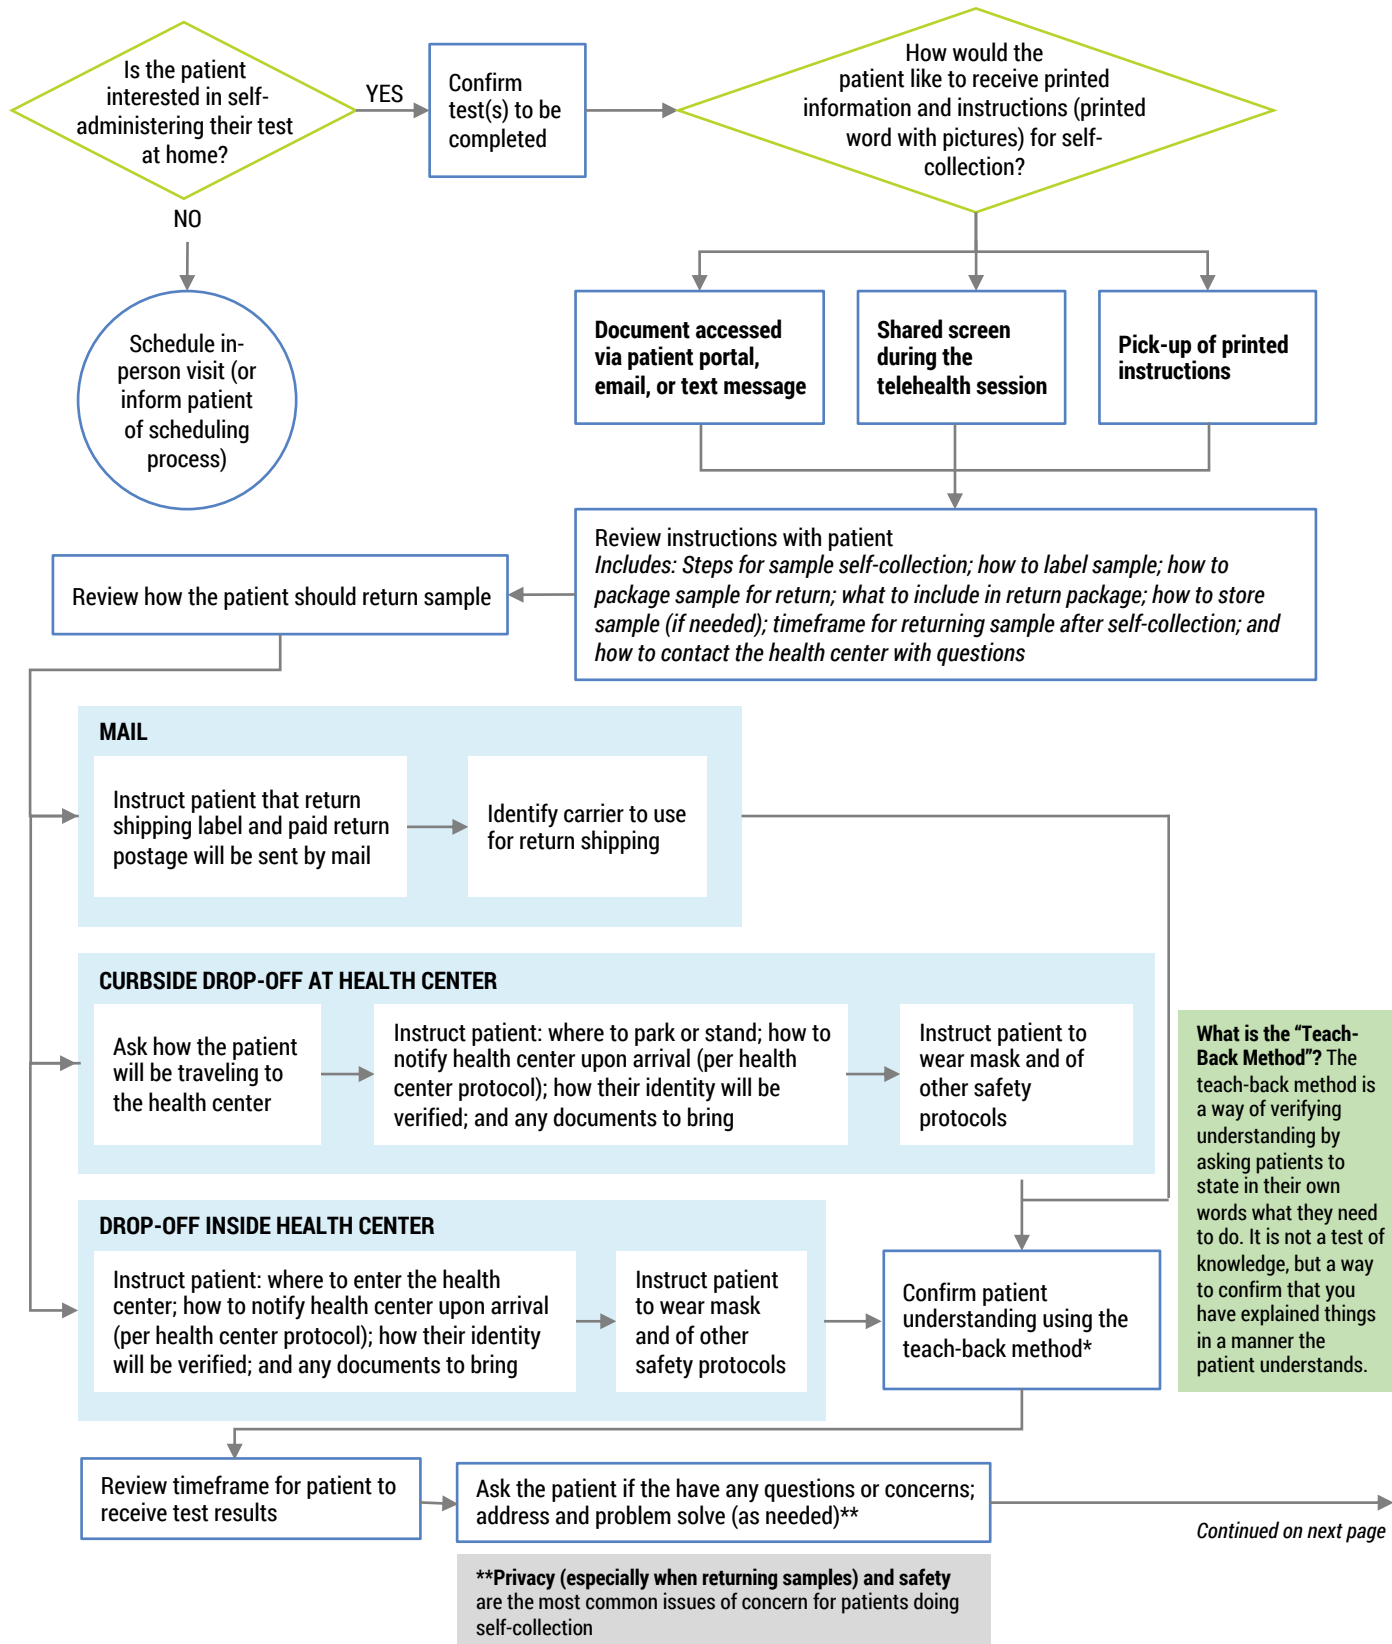 Is the patient
interested in self-
administering their test
at home?
YES
NO
Confirm
test(s) to be
completed
How would the
patient like to receive printed
information and instructions (printed
word with pictures) for self-
collection?
Schedule in-
person visit (or
inform patient
of scheduling
process)
Document accessed
via patient portal,
email, or text message
Shared screen
during the
telehealth session
Pick-up of printed
instructions
Review instructions with patient
Includes: Steps for sample self-collection; how to label sample; how to
package sample for return; what to include in return package; how to store
sample (if needed); timeframe for returning sample after self-collection; and
how to contact the health center with questions
Review how the patient should return sample
MAIL
Instruct patient that return
shipping label and paid return
postage will be sent by mail
Identify carrier to use
for return shipping
CURBSIDE DROP-OFF AT HEALTH CENTER
Ask how the patient
will be traveling to
the health center
Instruct patient: where to park or stand; how to
notify health center upon arrival (per health
center protocol); how their identity will be
verified; and any documents to bring
Instruct patient to
wear mask and of
other safety
protocols
What is the “Teach-
Back Method”? The
teach-back method is
a way of verifying
understanding by
asking patients to
state in their own
words what they need
to do. It is not a test of
knowledge, but a way
to confirm that you
have explained things
in a manner the
patient understands.
DROP-OFF INSIDE HEALTH CENTER
Instruct patient: where to enter the health
center; how to notify health center upon arrival
(per health center protocol); how their identity
will be verified; and any documents to bring
Instruct patient
to wear mask
and of other
safety protocols
Confirm patient
understanding using the
teach-back method*
Review timeframe for patient to
receive test results
Ask the patient if the have any questions or concerns;
address and problem solve (as needed)**
Continued on next page
**Privacy (especially when returning samples) and safety
are the most common issues of concern for patients doing
self-collection